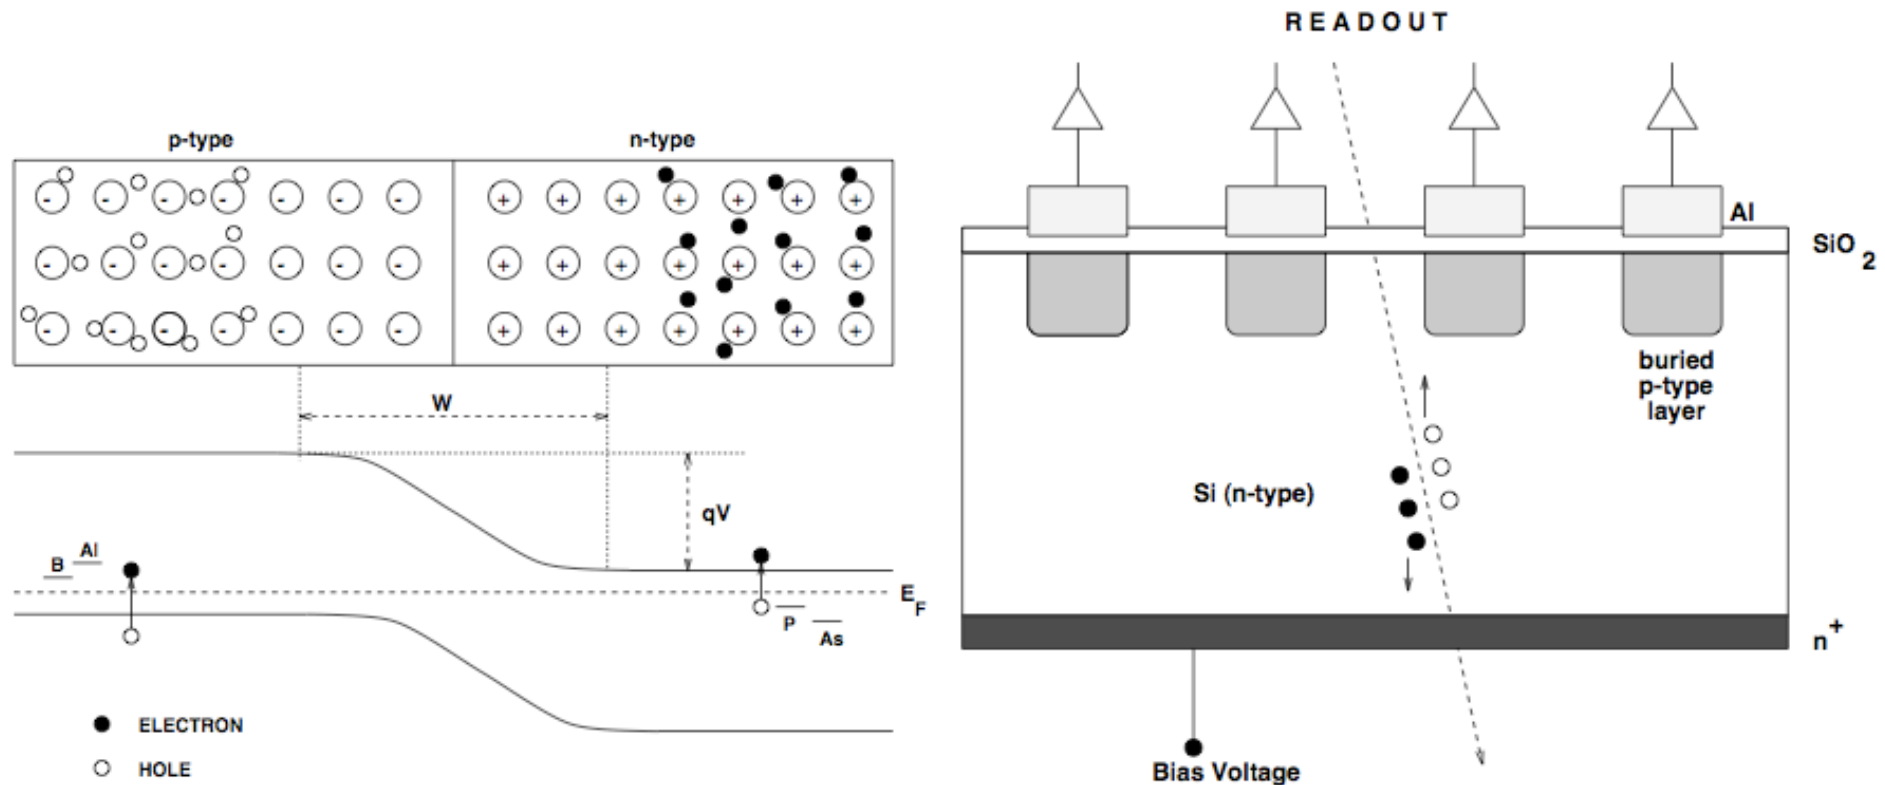 READOUT
p-type
n-type
- - - - - - -
+ + + + + + +
- - - - - - -
+ + + + + + +
- - - - - - -
+ + + + + + +
W
qV
B
Al
E F
P
As
ELECTRON
HOLE
Al
SiO 2
buried
p-type
layer
Si (n-type)
n+
Bias Voltage